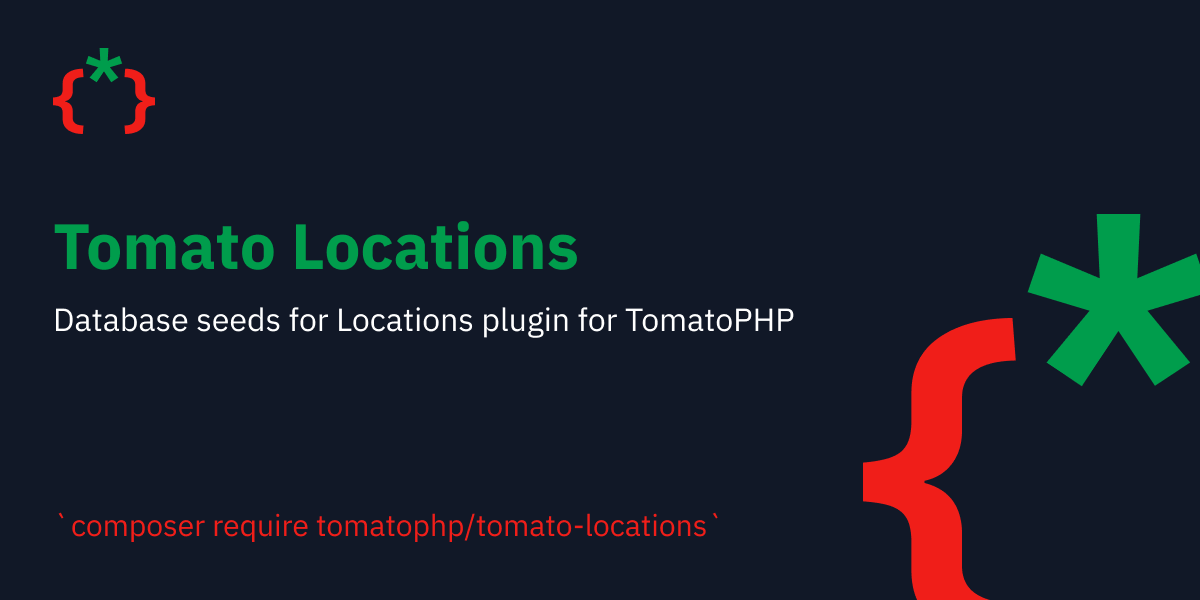 Tomato Locations
Database seeds for Locations plugin for TomatoPHP
`composer require tomatophp/tomato-locations`